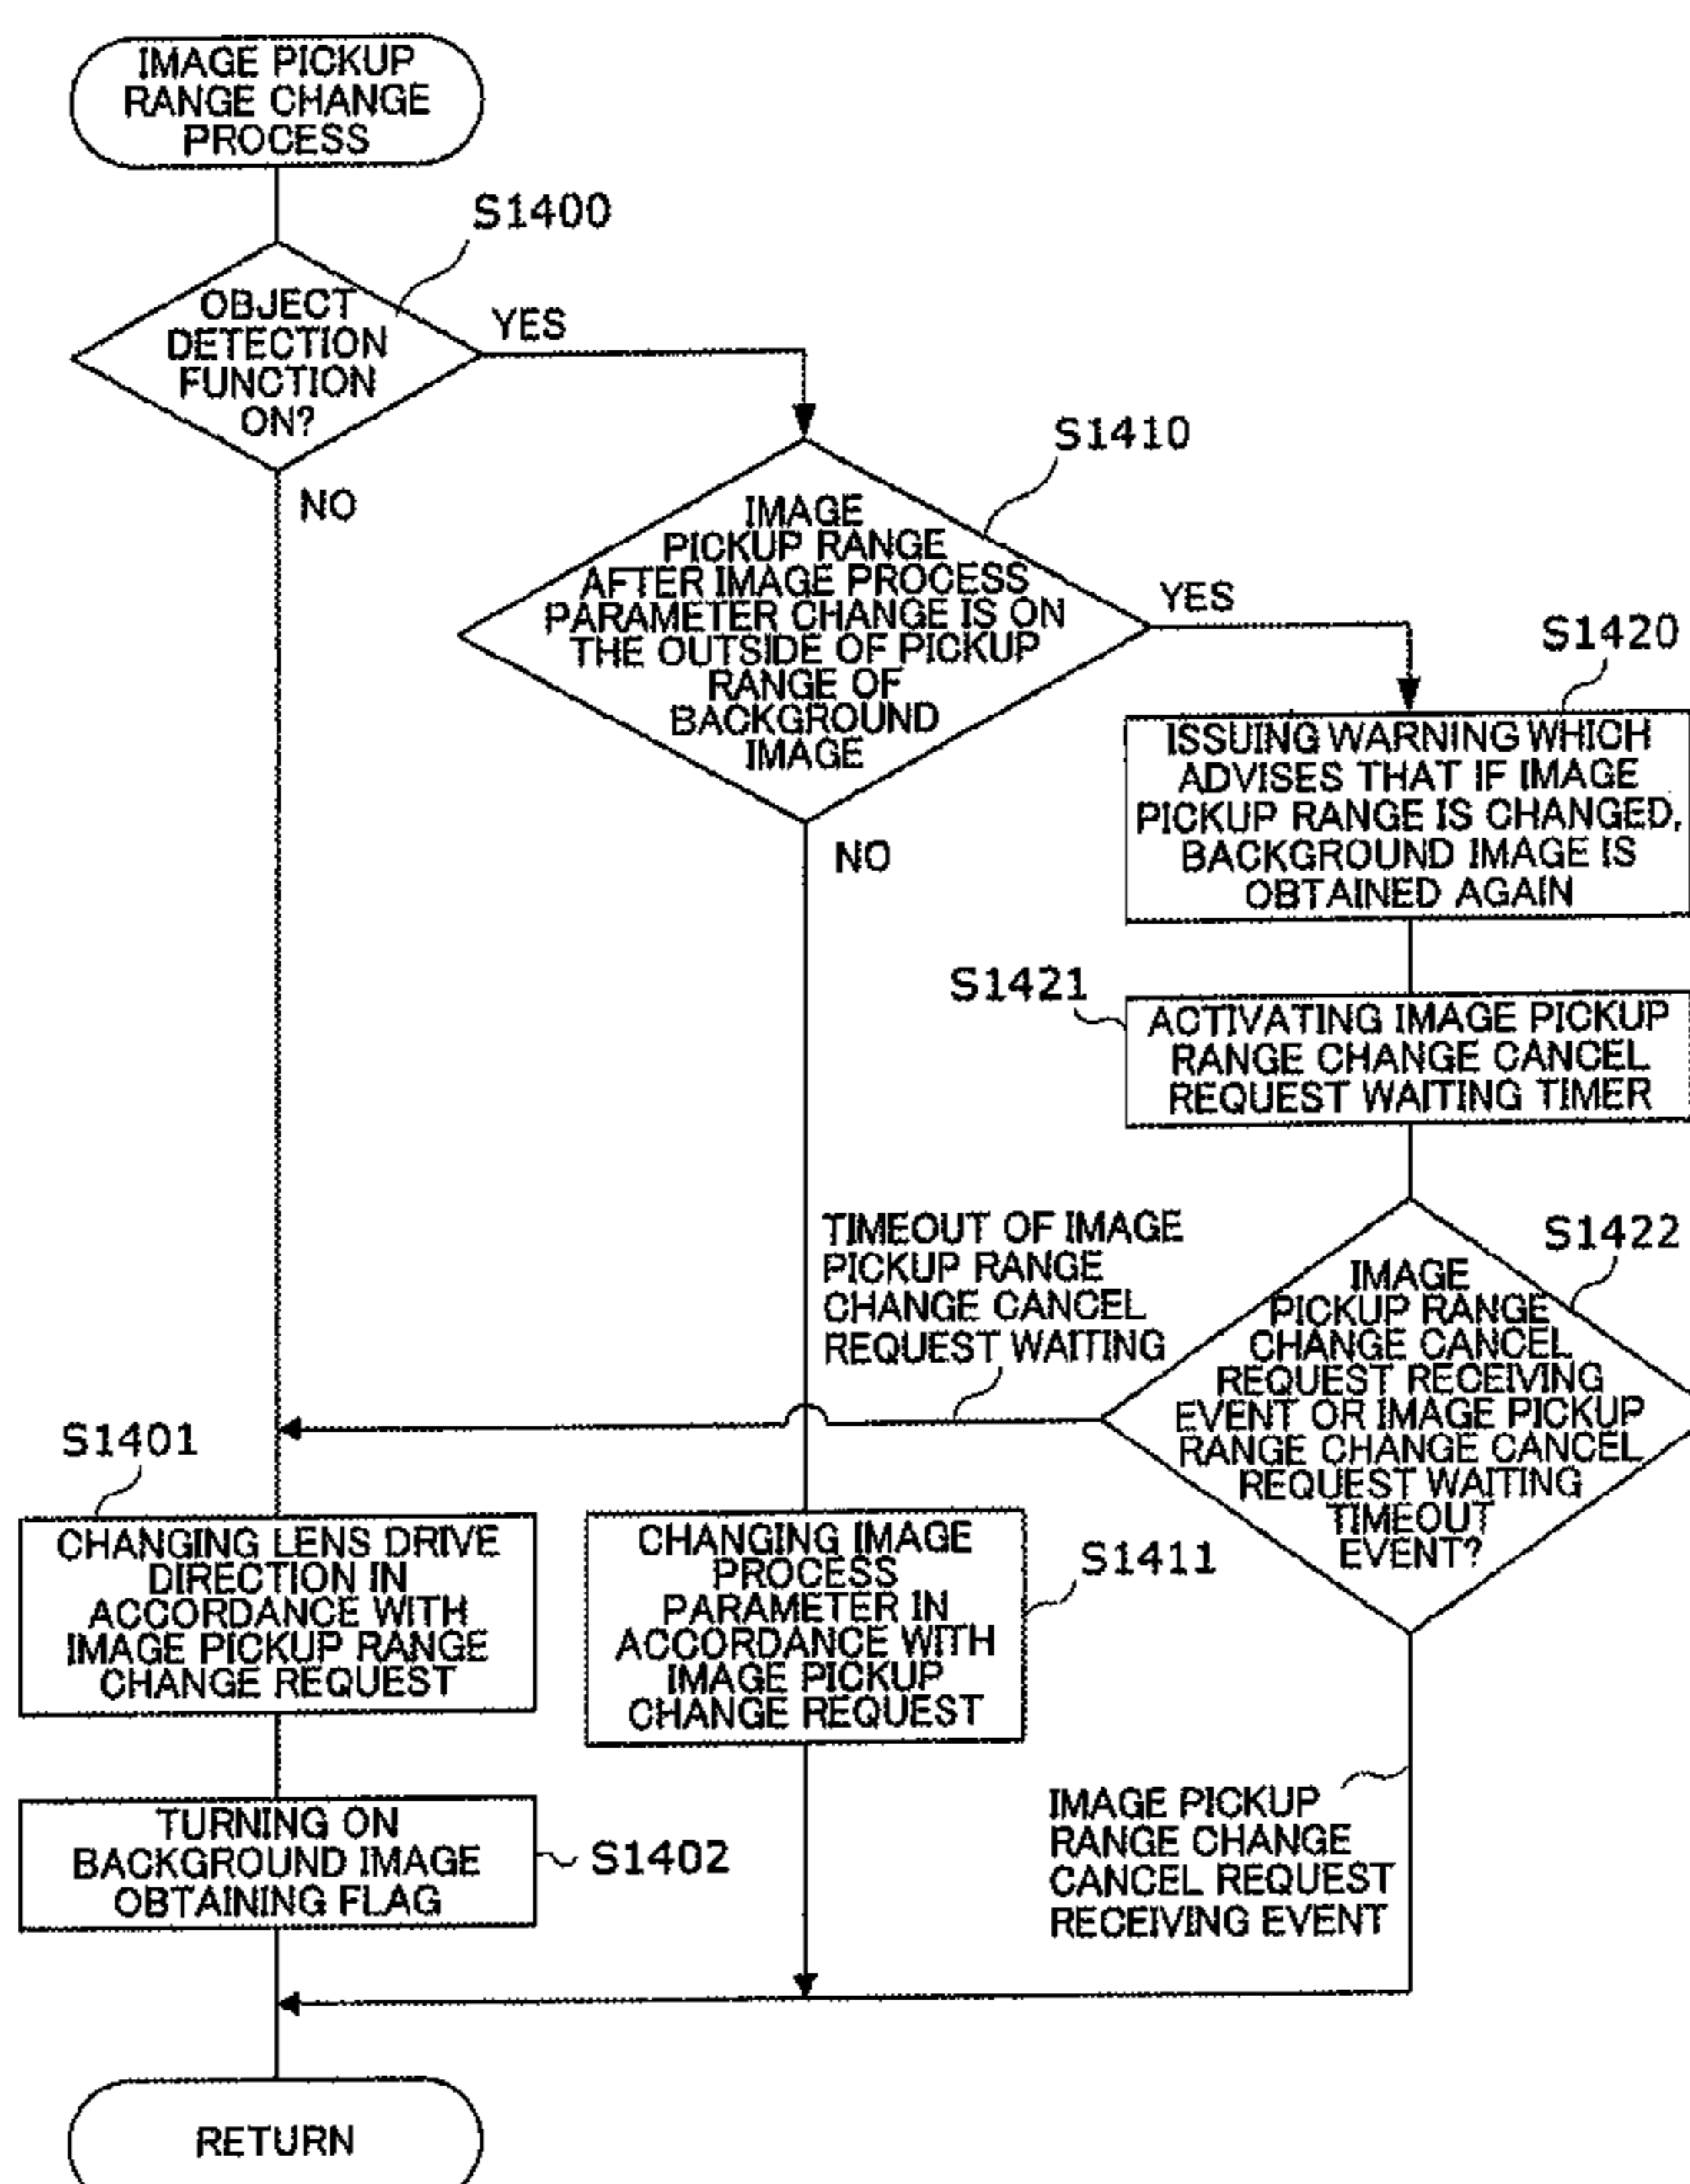 IMAGE PICKUP
RANGE CHANGE
PROCESS
S1400
OBJECT
DETECTION
FUNCTION
ON?
YES
NO
S1410
IMAGE
PICKUP RANGE
AFTER IMAGE PROCESS
PARAMETER CHANGE IS ON
THE OUTSIDE OF PICKUP
RANGE OF
BACKGROUND
IMAGE
YES
NO
S1420
ISSUING WARNING WHICH
ADVISES THAT IF IMAGE
PICKUP RANGE IS CHANGED,
BACKGROUND IMAGE IS
OBTAINED AGAIN
S1421
ACTIVATING IMAGE PICKUP
RANGE CHANGE CANCEL
REQUEST WAITING TIMER
TIMEOUT OF IMAGE
PICKUP RANGE
CHANGE CANCEL
REQUEST WAITING
S1422
IMAGE
PICKUP RANGE
CHANGE CANCEL
REQUEST RECEIVING
EVENT OR IMAGE PICKUP
RANGE CHANGE CANCEL
REQUEST WAITING
TIMEOUT
EVENT?
S1401
CHANGING LENS DRIVE
DIRECTION IN
ACCORDANCE WITH
IMAGE PICKUP RANGE
CHANGE REQUEST
CHANGING IMAGE
PROCESS
PARAMETER IN
ACCORDANCE WITH
IMAGE PICKUP
CHANGE REQUEST
S1411
TURNING ON
BACKGROUND IMAGE
OBTAINING FLAG
S1402
IMAGE PICKUP
RANGE CHANGE
CANCEL REQUEST
RECEIVING EVENT
RETURN